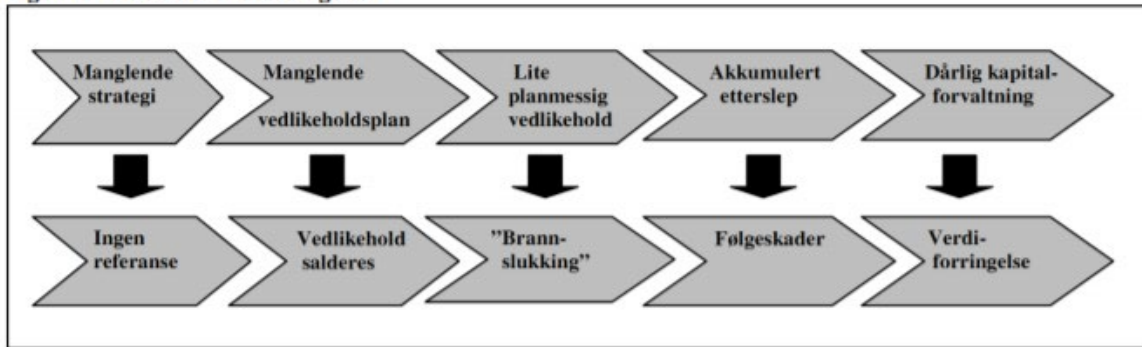 Manglende
strategi
Manglende
vedlikeholdsplan
Lite
planmessig
vedlikehold
Akkumulert
etterslep
Dårlig kapital-
forvaltning
Ingen
referanse
Vedlikehold
salderes
”Brann-
slukking”
Følgeskader
Verdi-
forringelse